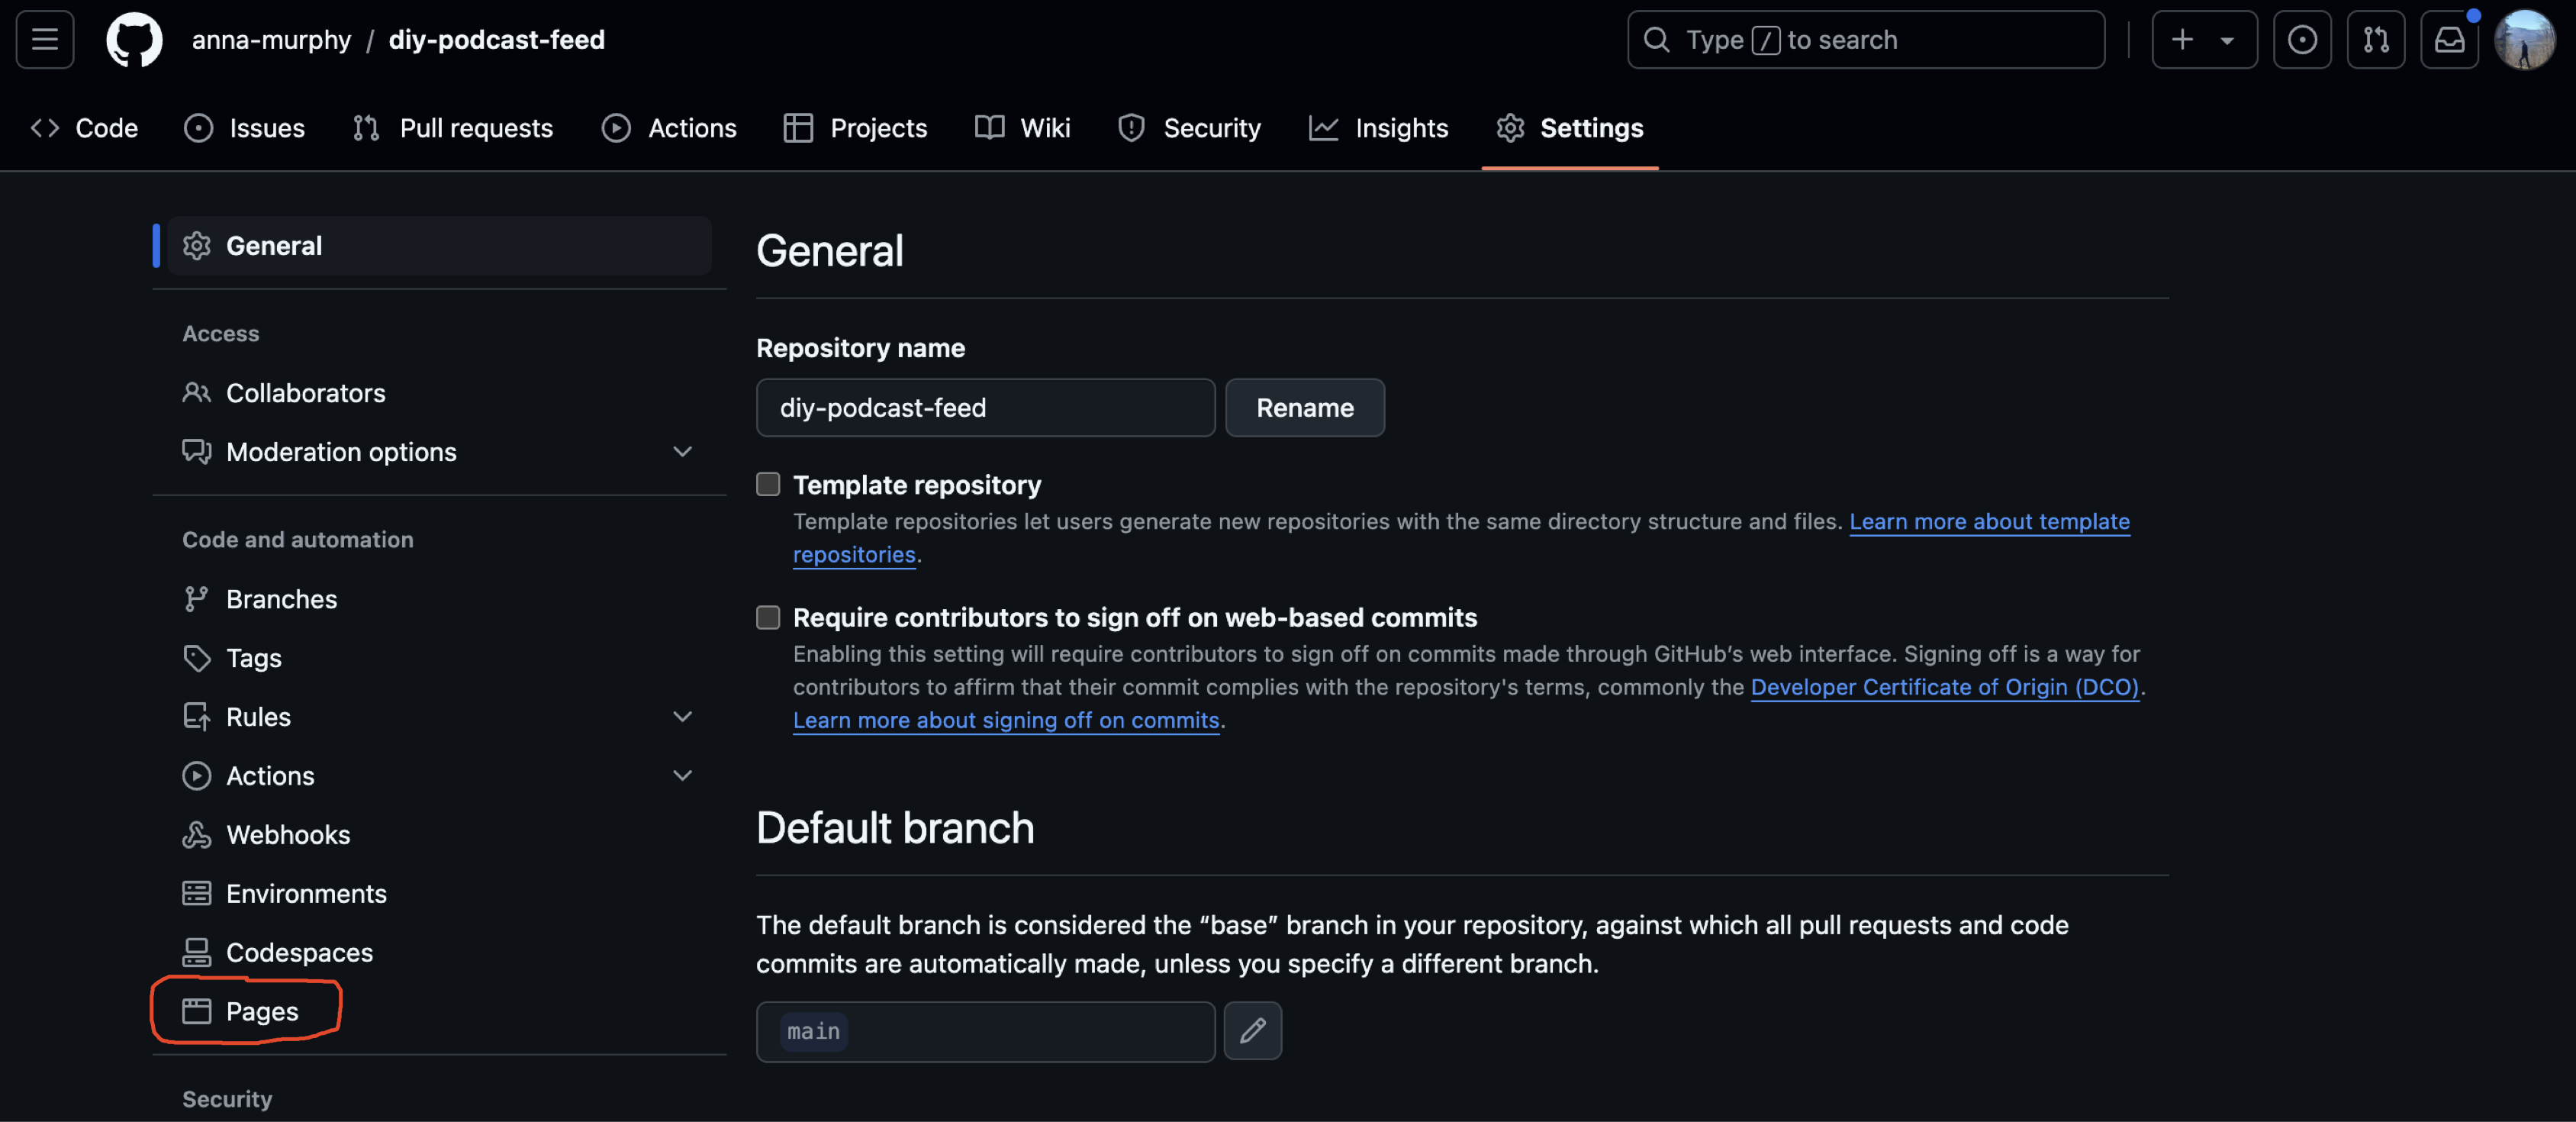 anna-murphy / diy-podcast-feed
Type / to search
Code Issues Pull requests Actions Projects Wiki Security Insights Settings
General
Access
Collaborators
Moderation options
Code and automation
Branches
Tags
Rules
Actions
Webhooks
Environments
Codespaces
Pages
Security
General
Repository name
diy-podcast-feed Rename
Template repository
Template repositories let users generate new repositories with the same directory structure and files. Learn more about template
repositories.
Require contributors to sign off on web-based commits
Enabling this setting will require contributors to sign off on commits made through GitHub’s web interface. Signing off is a way for
contributors to affirm that their commit complies with the repository's terms, commonly the Developer Certificate of Origin (DCO).
Learn more about signing off on commits.
Default branch
The default branch is considered the “base” branch in your repository, against which all pull requests and code
commits are automatically made, unless you specify a different branch.
main